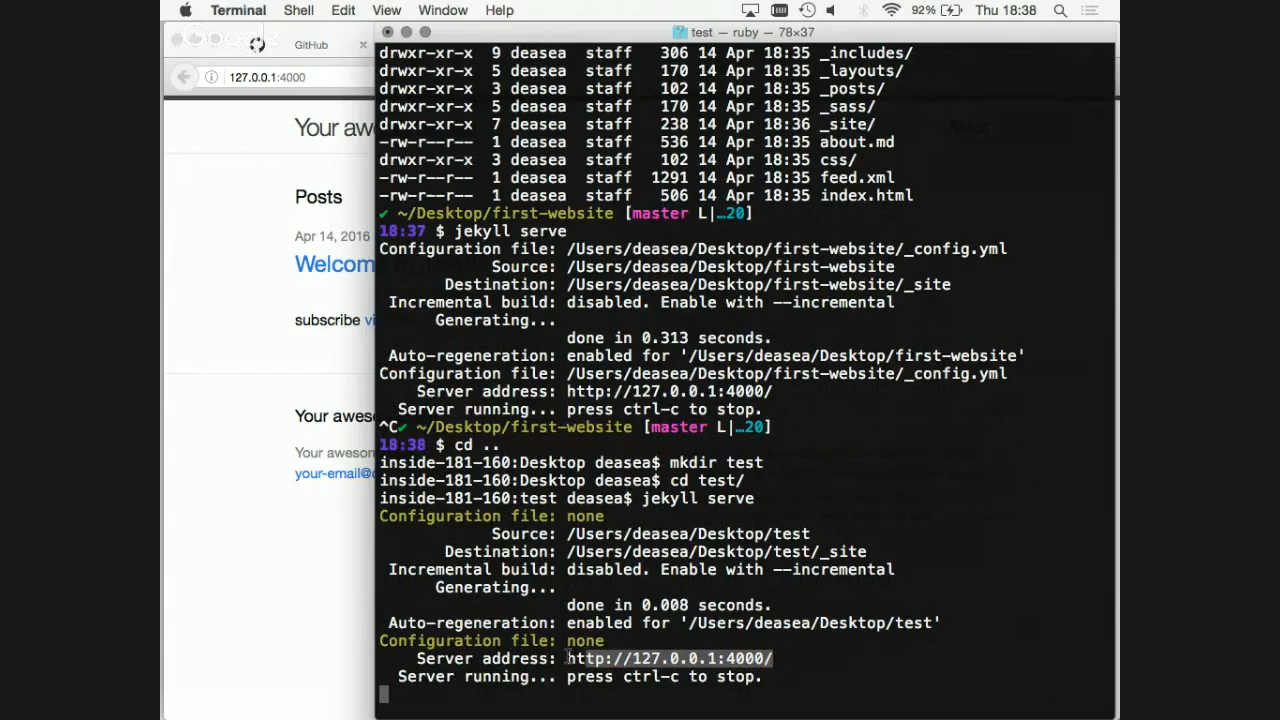 Terminal Shell Edit View Window Help 92% Thu 18:38
test — ruby — 78×37
Google
GitHub ×
127.0.0.1:4000
Your awe
About
Posts
Apr 14, 2016
Welcom
subscribe vi
Your aweso
Your aweson
your-email@
drwxr-xr-x 9 deasea staff 306 14 Apr 18:35 _includes/
drwxr-xr-x 5 deasea staff 170 14 Apr 18:35 _layouts/
drwxr-xr-x 3 deasea staff 102 14 Apr 18:35 _posts/
drwxr-xr-x 5 deasea staff 170 14 Apr 18:35 _sass/
drwxr-xr-x 7 deasea staff 238 14 Apr 18:36 _site/
-rw-r--r-- 1 deasea staff 536 14 Apr 18:35 about.md
drwxr-xr-x 3 deasea staff 102 14 Apr 18:35 css/
-rw-r--r-- 1 deasea staff 1291 14 Apr 18:35 feed.xml
-rw-r--r-- 1 deasea staff 506 14 Apr 18:35 index.html
✔ ~/Desktop/first-website [master L|…20]
18:37 $ jekyll serve
Configuration file: /Users/deasea/Desktop/first-website/_config.yml
Source: /Users/deasea/Desktop/first-website
Destination: /Users/deasea/Desktop/first-website/_site
Incremental build: disabled. Enable with --incremental
Generating...
done in 0.313 seconds.
Auto-regeneration: enabled for '/Users/deasea/Desktop/first-website'
Configuration file: /Users/deasea/Desktop/first-website/_config.yml
Server address: http://127.0.0.1:4000/
Server running... press ctrl-c to stop.
^C✔ ~/Desktop/first-website [master L|…20]
18:38 $ cd ..
inside-181-160:Desktop deasea$ mkdir test
inside-181-160:Desktop deasea$ cd test/
inside-181-160:test deasea$ jekyll serve
Configuration file: none
Source: /Users/deasea/Desktop/test
Destination: /Users/deasea/Desktop/test/_site
Incremental build: disabled. Enable with --incremental
Generating...
done in 0.008 seconds.
Auto-regeneration: enabled for '/Users/deasea/Desktop/test'
Configuration file: none
Server address: http://127.0.0.1:4000/
Server running... press ctrl-c to stop.